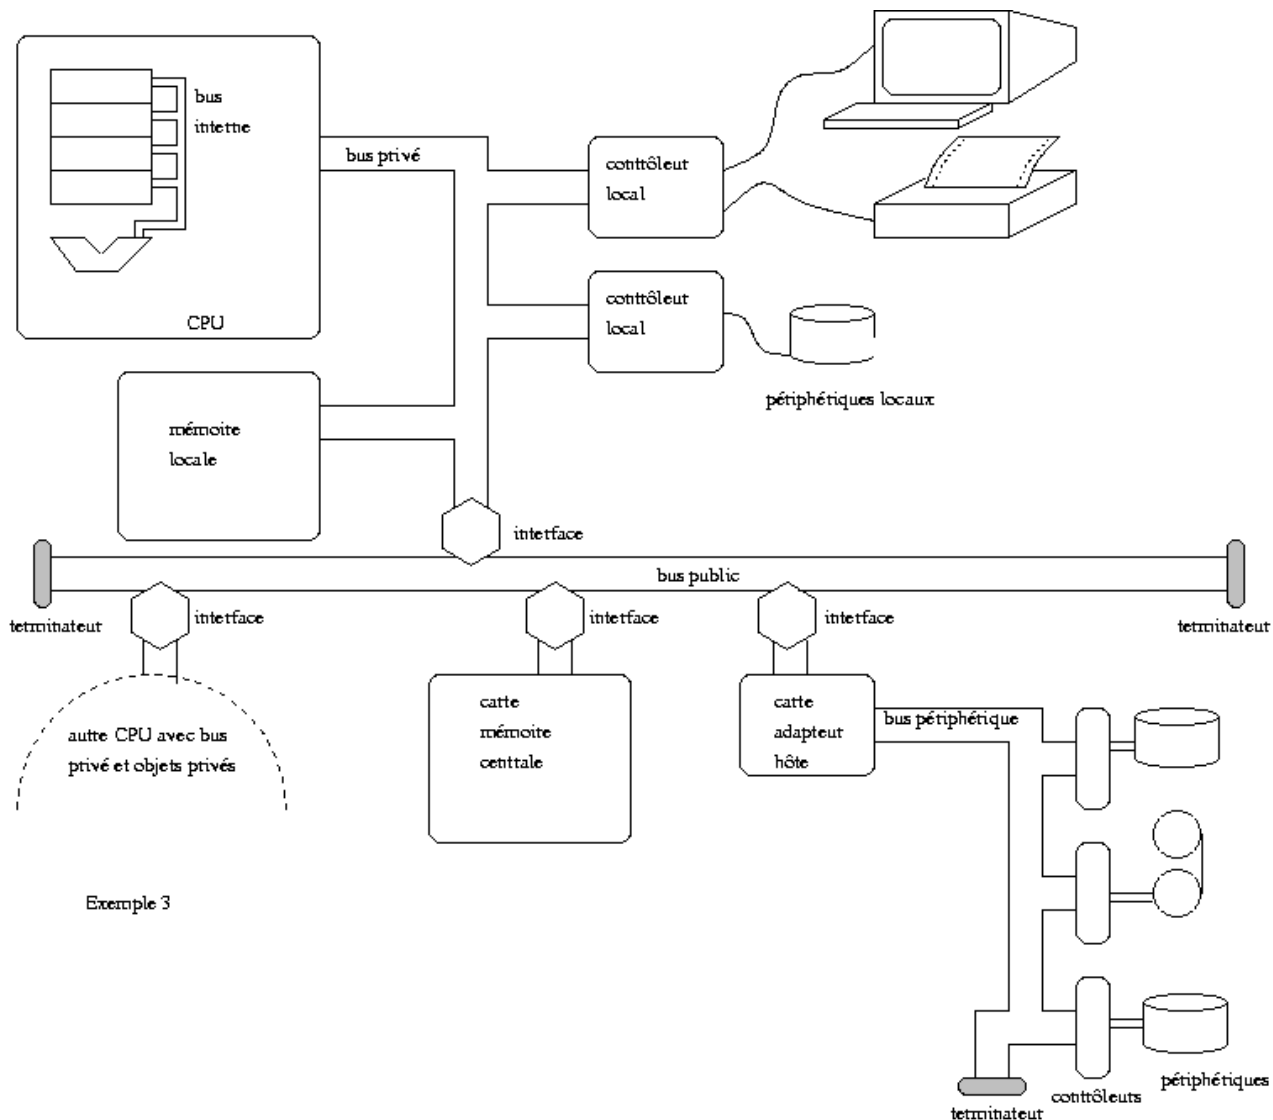 bus
interne
bus privé
contrôleur
local
CPU
contrôleur
local
périphériques locaux
mémoire
locale
interface
bus public
terminateur
interface
interface
interface
terminateur
autre CPU avec bus
privé et objets privés
carte
mémoire
centrale
carte
adapteur
hôte
bus périphérique
Exemple 3
périphériques
contrôleurs
terminateur